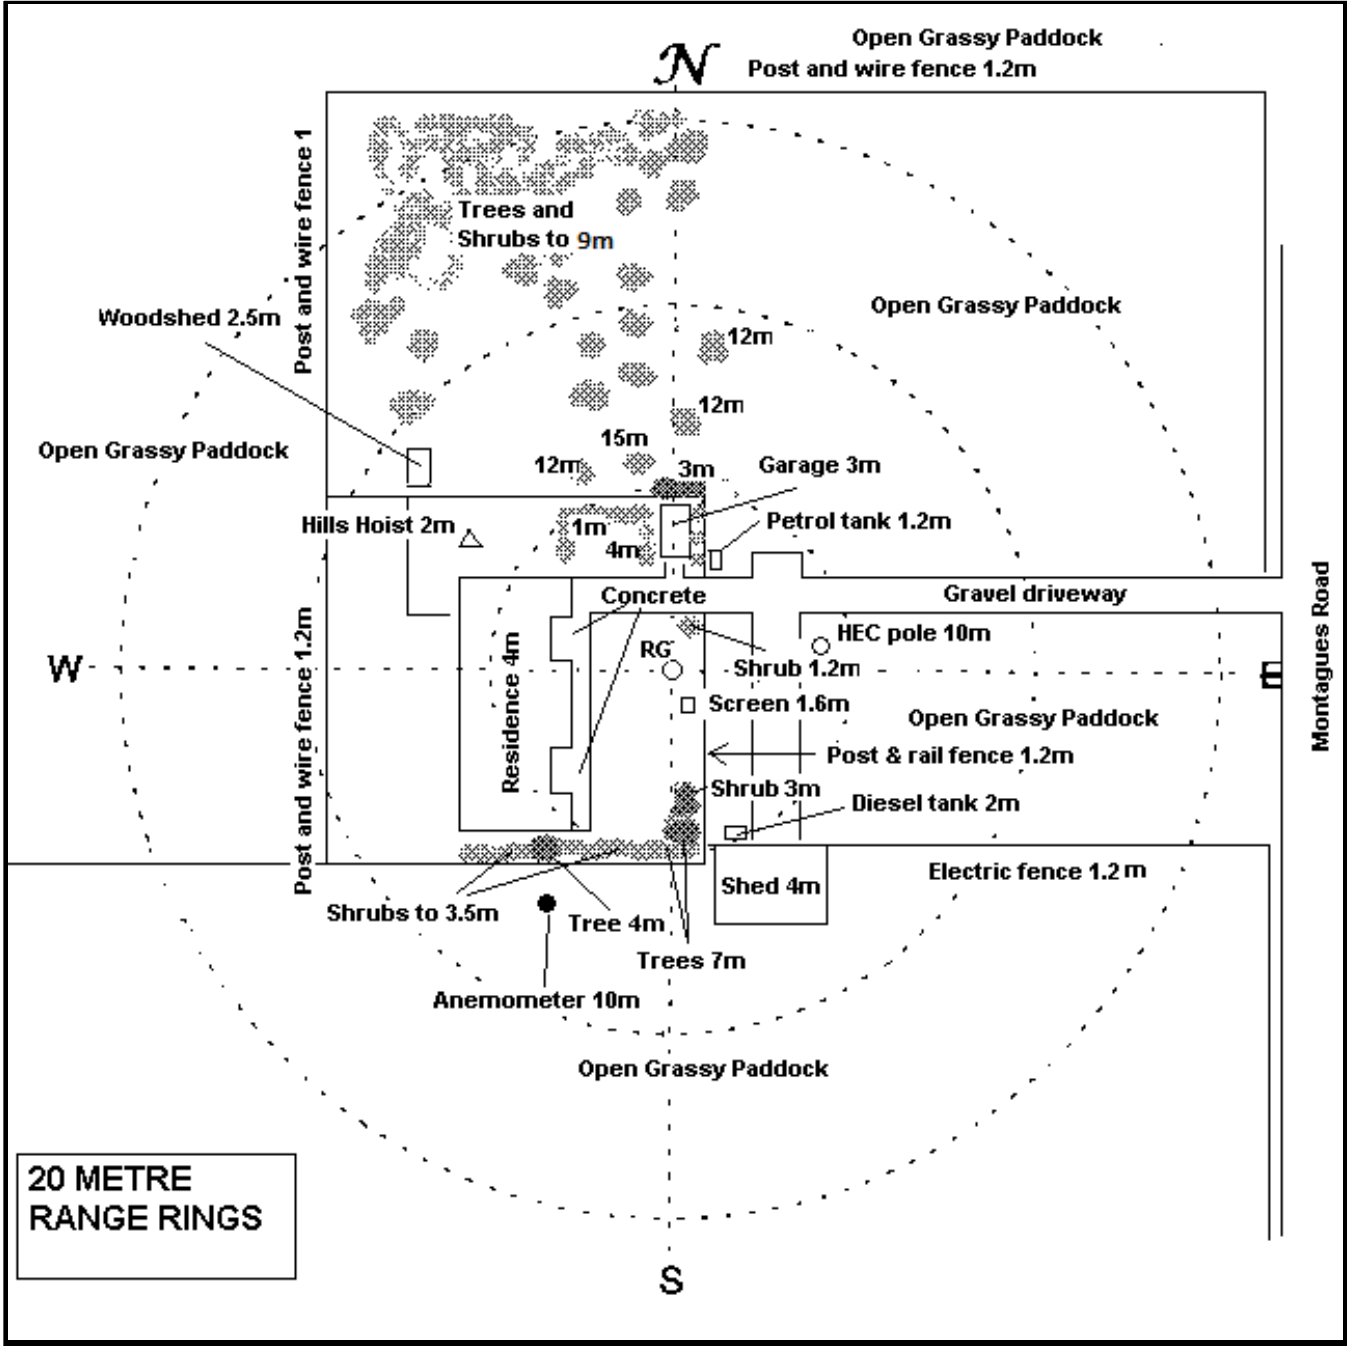 Open Grassy Paddock
N
Post and wire fence 1.2m
Post and wire fence 1
Trees and
Shrubs to 9m
Open Grassy Paddock
Woodshed 2.5m
12m
12m
Open Grassy Paddock
15m
12m
3m
Garage 3m
Hills Hoist 2m
1m
4m
Petrol tank 1.2m
Concrete
Gravel driveway
Montagues Road
HEC pole 10m
RG
W
Shrub 1.2m
E
Residence 4m
Post and wire fence 1.2m
Screen 1.6m
Open Grassy Paddock
Post & rail fence 1.2m
Shrub 3m
Diesel tank 2m
Electric fence 1.2m
Shed 4m
Shrubs to 3.5m
Tree 4m
Trees 7m
Anemometer 10m
Open Grassy Paddock
20 METRE
RANGE RINGS
S